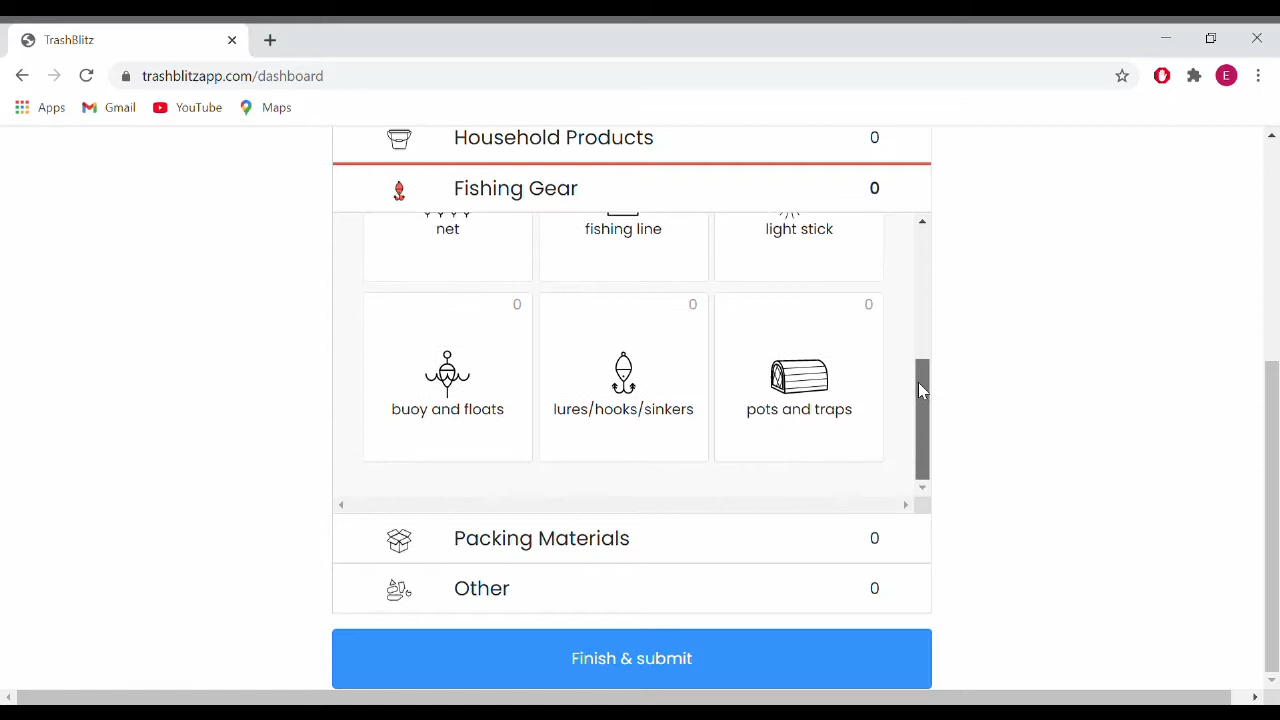 TrashBlitz
trashblitzapp.com/dashboard
E
Apps Gmail YouTube Maps
Household Products 0
Fishing Gear 0
net fishing line light stick
0 0 0
buoy and floats lures/hooks/sinkers pots and traps
Packing Materials 0
Other 0
Finish & submit